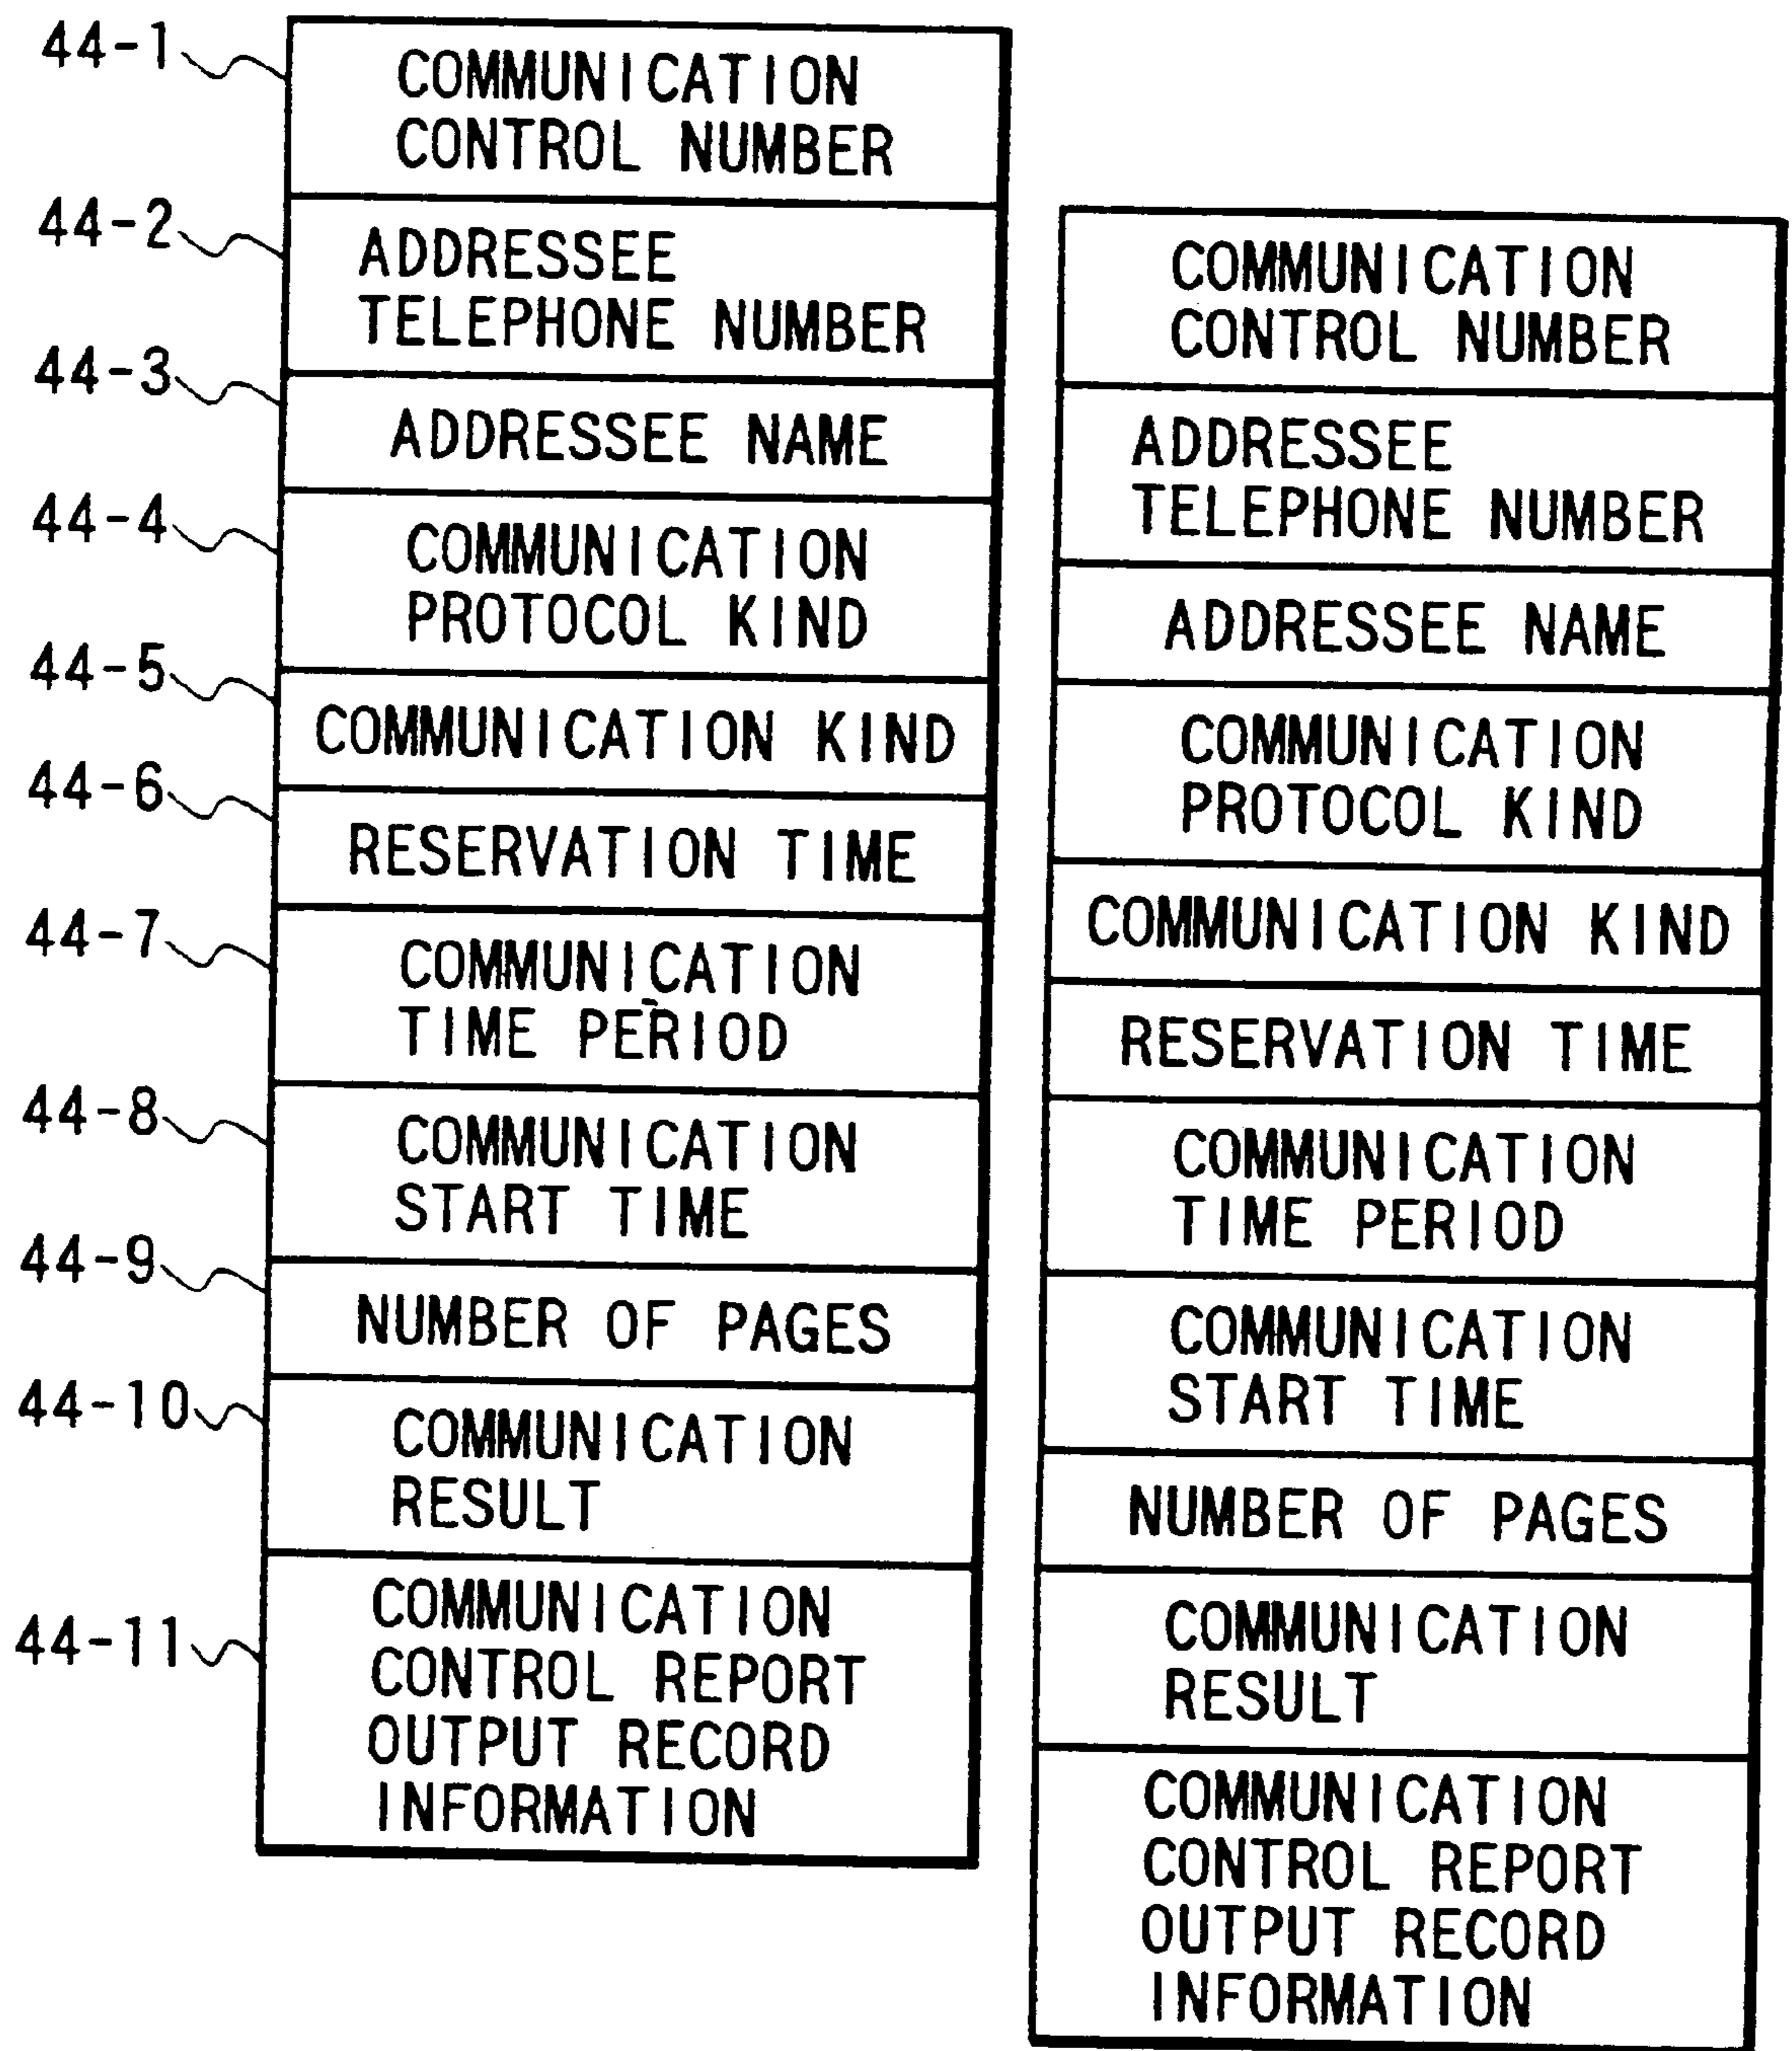 44-1
COMMUNICATION
CONTROL NUMBER
44-2
ADDRESSEE
TELEPHONE NUMBER
44-3
ADDRESSEE NAME
44-4
COMMUNICATION
PROTOCOL KIND
44-5
COMMUNICATION KIND
44-6
RESERVATION TIME
44-7
COMMUNICATION
TIME PERIOD
44-8
COMMUNICATION
START TIME
44-9
NUMBER OF PAGES
44-10
COMMUNICATION
RESULT
44-11
COMMUNICATION
CONTROL REPORT
OUTPUT RECORD
INFORMATION
COMMUNICATION
CONTROL NUMBER
ADDRESSEE
TELEPHONE NUMBER
ADDRESSEE NAME
COMMUNICATION
PROTOCOL KIND
COMMUNICATION KIND
RESERVATION TIME
COMMUNICATION
TIME PERIOD
COMMUNICATION
START TIME
NUMBER OF PAGES
COMMUNICATION
RESULT
COMMUNICATION
CONTROL REPORT
OUTPUT RECORD
INFORMATION